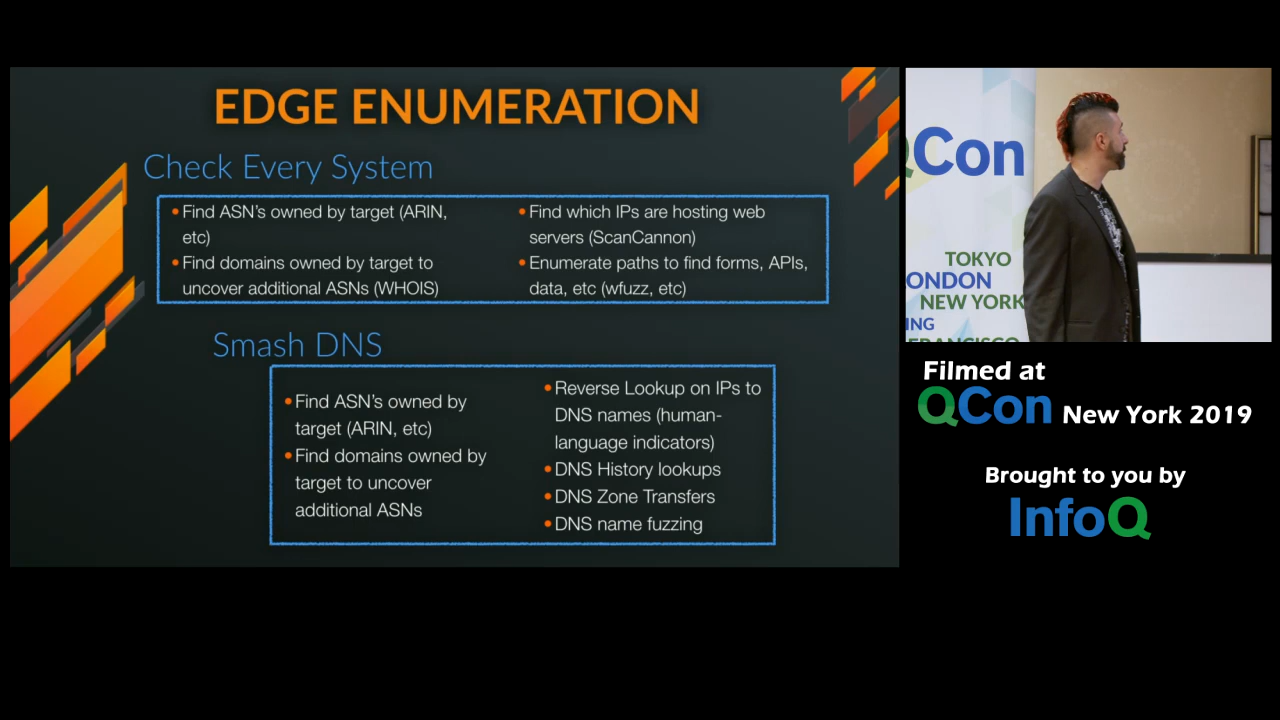 EDGE ENUMERATION
Check Every System
•Find ASN's owned by target (ARIN,
etc)
•Find domains owned by target to
uncover additional ASNs (WHOIS)
•Find which IPs are hosting web
servers (ScanCannon)
•Enumerate paths to find forms, APIs,
data, etc (wfuzz, etc)
Smash DNS
•Find ASN's owned by
target (ARIN, etc)
•Find domains owned by
target to uncover
additional ASNs
•Reverse Lookup on IPs to
DNS names (human-
language indicators)
•DNS History lookups
•DNS Zone Transfers
•DNS name fuzzing
QCon
TOKYO
ONDON
NEW YORK
ING
Filmed at
QCon New York 2019
Brought to you by
InfoQ